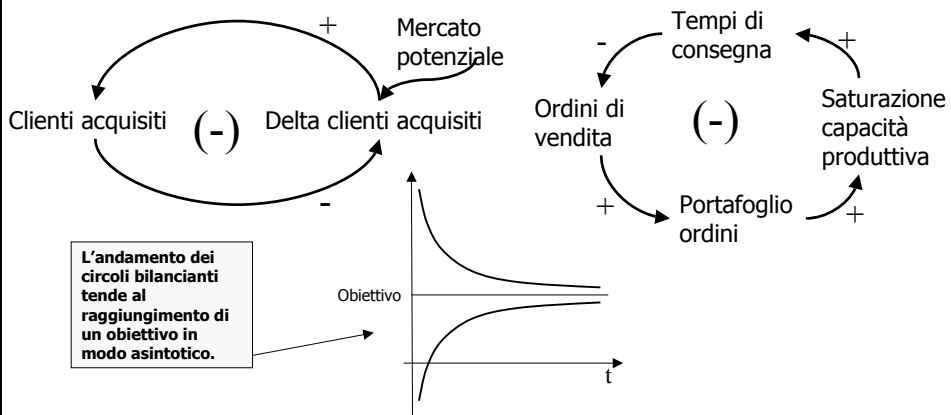 +
Mercato
potenziale
Clienti acquisiti
(-)
Delta clienti acquisiti
-
Tempi di
consegna
-
+
Ordini di
vendita
(-)
Saturazione
capacità
produttiva
+
Portafoglio
ordini
+
L'andamento dei
circoli bilancianti
tende al
raggiungimento di
un obiettivo in
modo asintotico.
Obiettivo
t